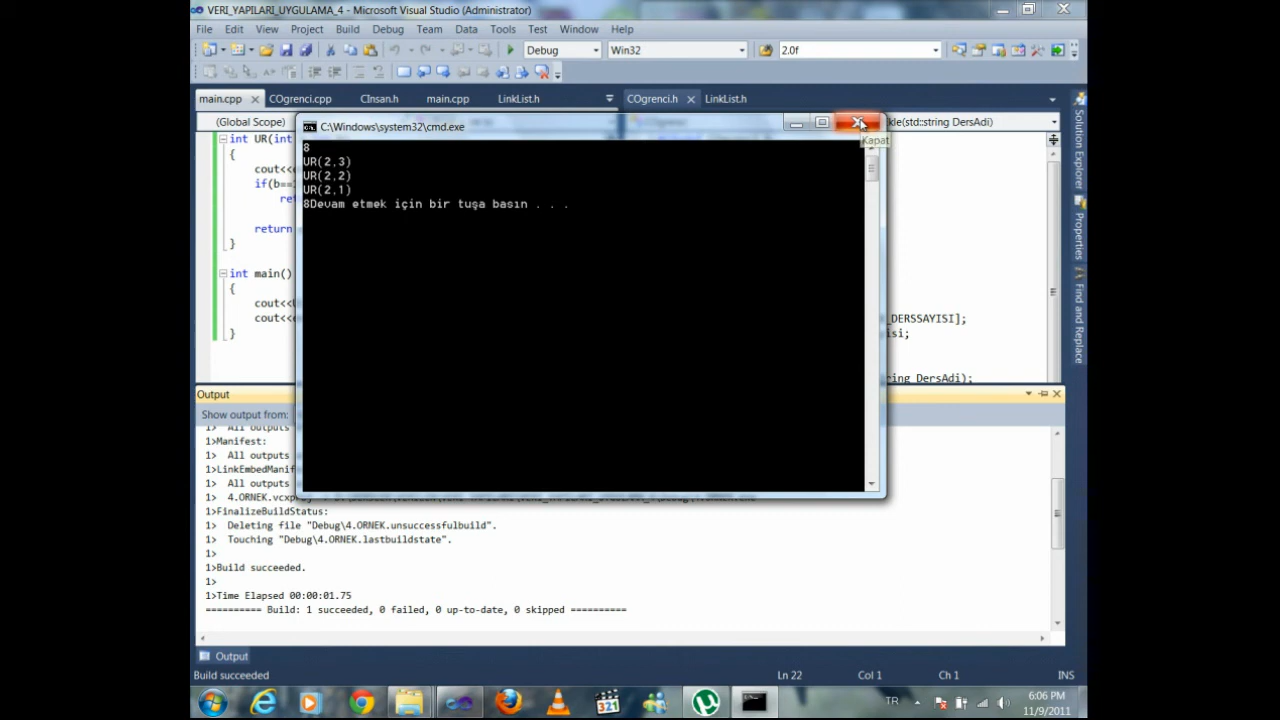 VERI_YAPILARI_UYGULAMA_4 - Microsoft Visual Studio (Administrator)
File Edit View Project Build Debug Team Data Tools Test Window Help
Debug Win32 2.0f
main.cpp COgrenci.cpp CInsan.h main.cpp LinkList.h COgrenci.h LinkList.h
(Global Scope) kle(std::string DersAdi)
C:\Windows\system32\cmd.exe
Kapat
8
UR(2,3)
UR(2,2)
UR(2,1)
8Devam etmek için bir tuşa basın . . .
int UR(int
{
cout<<
if(b==
return
}
int main()
{
cout<<
cout<<
}
_DERSSAYISI];
isi;
ring DersAdi);
Solution Explorer
Properties
Find and Replace
Output
Show output from:
1> All outputs
1>Manifest:
1> All outputs
1>LinkEmbedManif
1> All outputs
1> 4.ORNEK.vcxproj
1>FinalizeBuildStatus:
1> Deleting file "Debug\4.ORNEK.unsuccessfulbuild".
1> Touching "Debug\4.ORNEK.lastbuildstate".
1>
1>Build succeeded.
1>
1>Time Elapsed 00:00:01.75
========== Build: 1 succeeded, 0 failed, 0 up-to-date, 0 skipped ==========
Output
Build succeeded Ln 22 Col 1 Ch 1 INS
321
TR
6:06 PM
11/9/2011